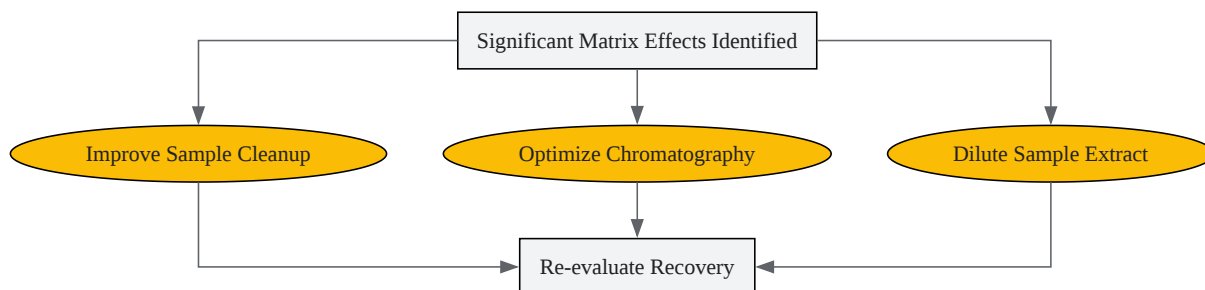 Significant Matrix Effects Identified
Improve Sample Cleanup
Optimize Chromatography
Dilute Sample Extract
Re-evaluate Recovery